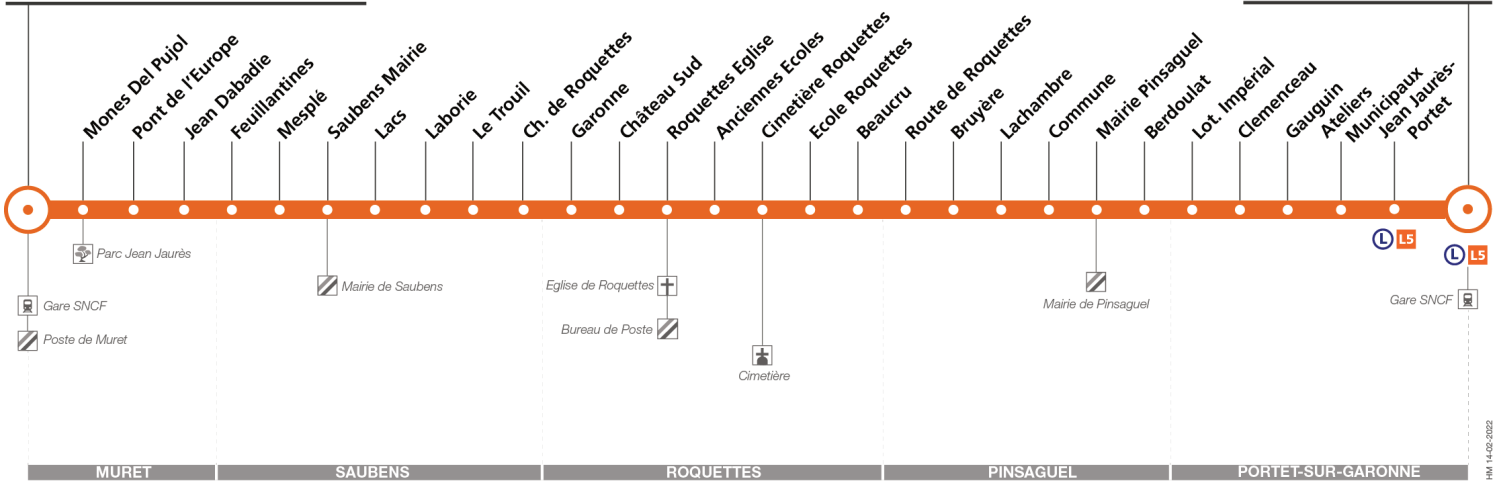 Mones Del Pujol
Pont de l'Europe
Jean Dabadie
Feuillantines
Mesplé
Saubens Mairie
Lacs
Laborie
Le Trouil
Ch. de Roquettes
Garonne
Château Sud
Roquettes Eglise
Anciennes Ecoles
Cimetière Roquettes
Ecole Roquettes
Beaucru
Route de Roquettes
Bruyère
Lachambre
Commune
Mairie Pinsaguel
Berdoulat
Lot. Impérial
Clemenceau
Gauguin
Ateliers
Municipaux
Jean Jaurès-
Portet
L L5
L L5
Parc Jean Jaurès
Gare SNCF
Poste de Muret
Mairie de Saubens
Eglise de Roquettes
Bureau de Poste
Cimetière
Mairie de Pinsaguel
Gare SNCF
MURET
SAUBENS
ROQUETTES
PINSAGUEL
PORTET-SUR-GARONNE
HM 14-02-2022